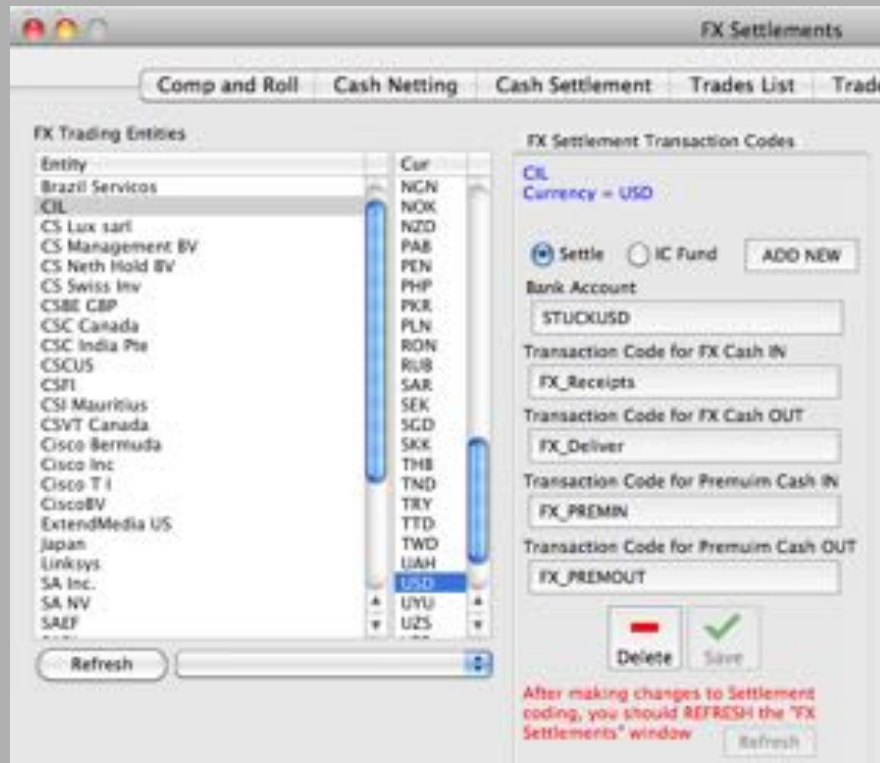 FX Settlements
Comp and Roll
Cash Netting
Cash Settlement
Trades List
FX Trading Entities
Entity
Brazil Servicos
CIL
CS Lux sarl
CS Management BV
CS Neth Hold BV
CS Swiss Inv
CSBE GBP
CSC Canada
CSC India Pte
CSCUS
CSFI
CSI Mauritius
CSVT Canada
Cisco Bermuda
Cisco Inc
Cisco T I
CiscoBV
ExtendMedia US
Japan
Linksys
SA Inc.
SA NV
SAEF
Cur
NGN
NOK
NZD
PAB
PEN
PHP
PKR
PLN
RON
RUB
SAR
SEK
SGD
SKK
THB
TND
TRY
TTD
TWD
UAH
USD
UYU
UZS
Refresh
FX Settlement Transaction Codes
CIL
Currency = USD
Settle
IC Fund
ADD NEW
Bank Account
STUCKUSD
Transaction Code for FX Cash IN
FX_Receipts
Transaction Code for FX Cash OUT
FX_Deliver
Transaction Code for Premuim Cash IN
FX_PREMIN
Transaction Code for Premuim Cash OUT
FX_PREMOUT
Delete
Save
After making changes to Settlement
coding, you should REFRESH the "FX
Settlements" window
Refresh